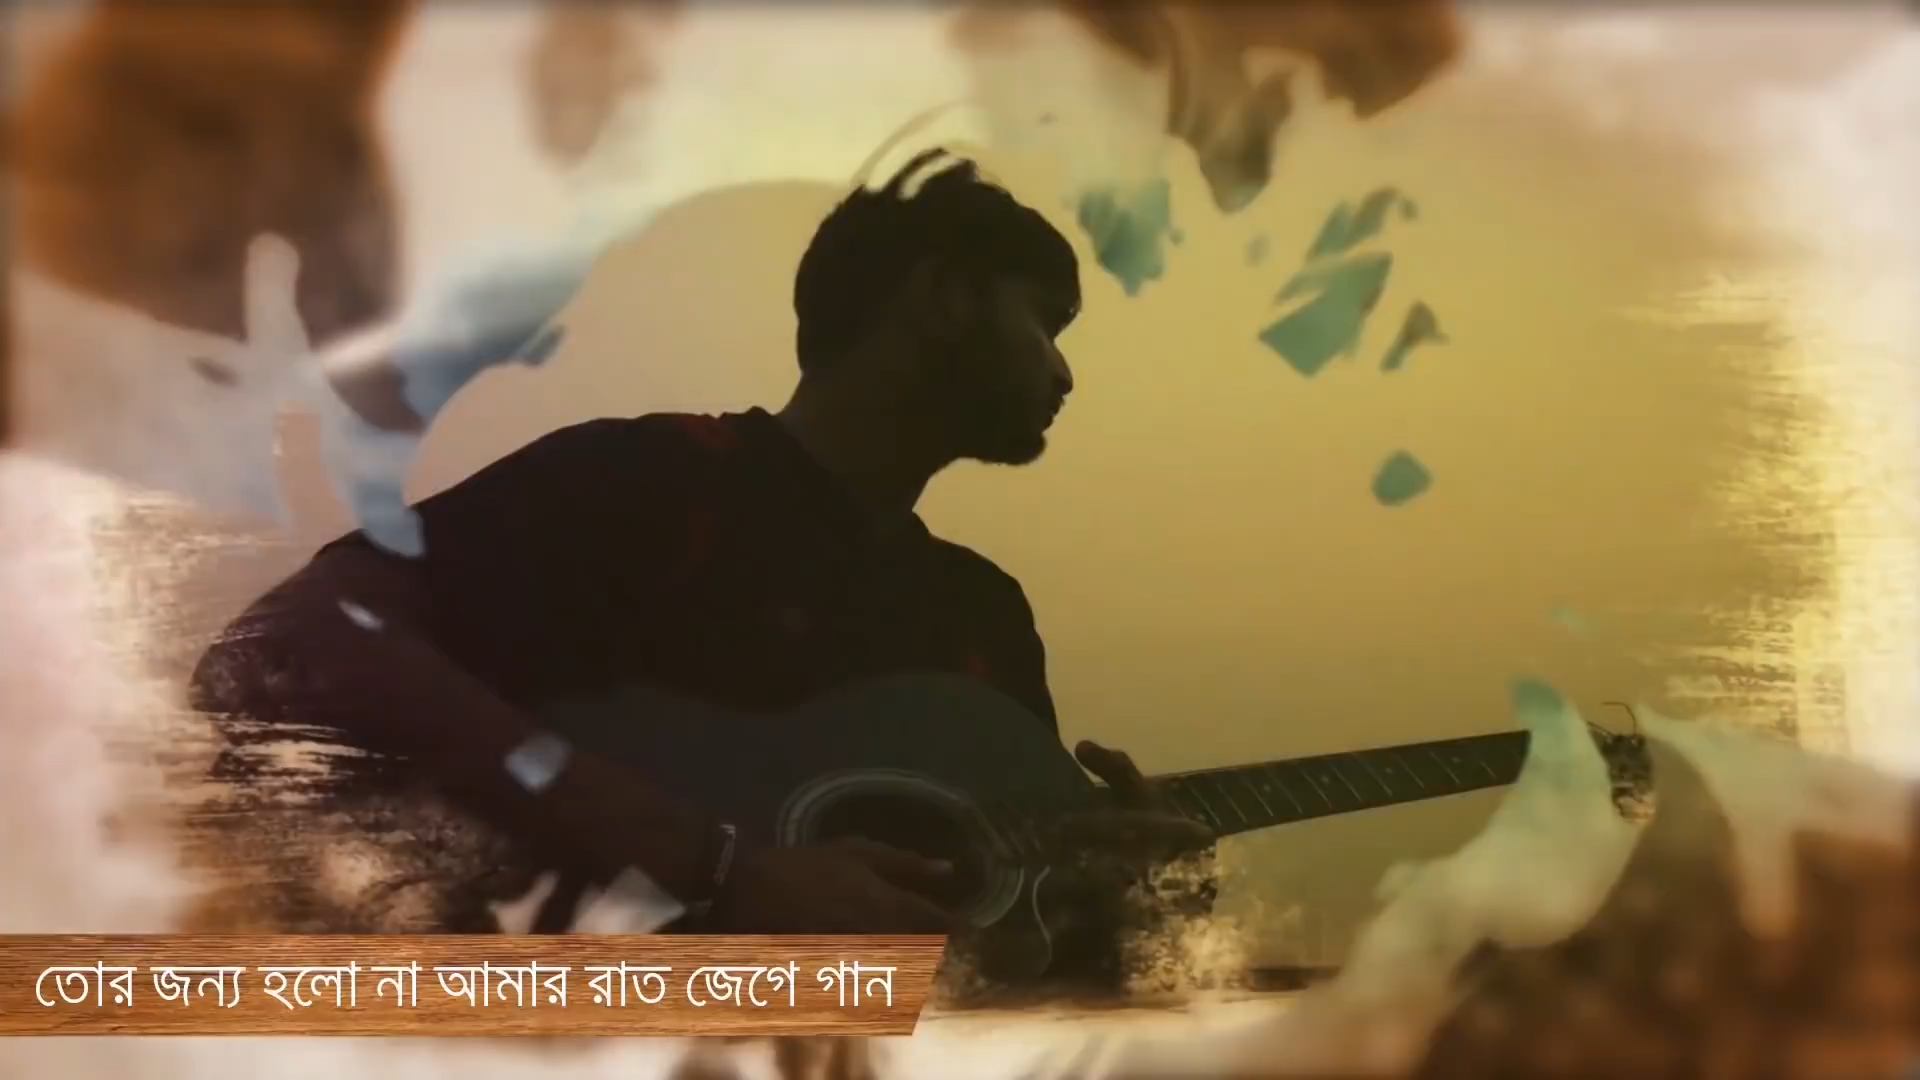 তোর জন্য হলো না আমার রাত জেগে গান